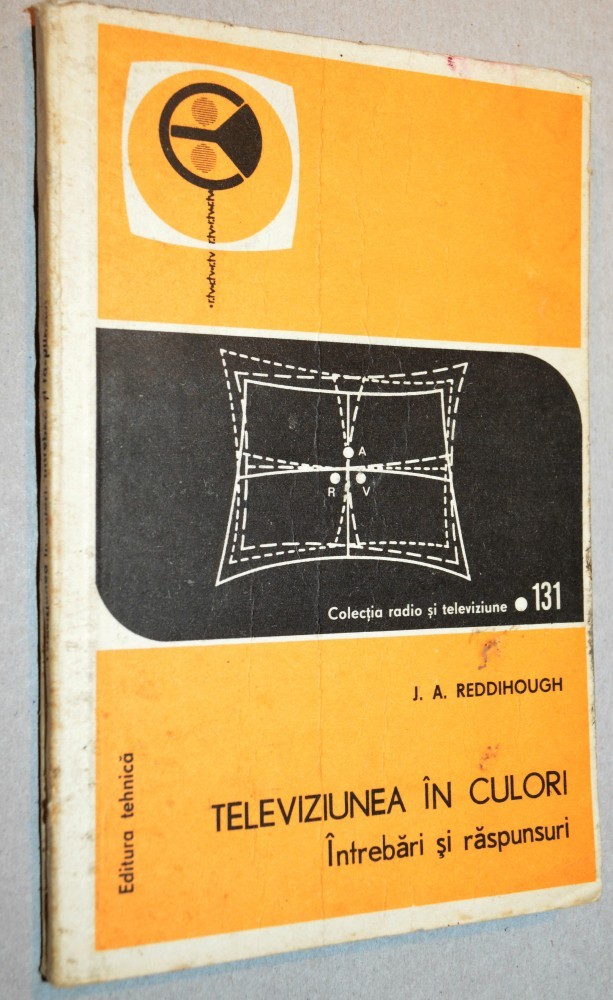 A
R
V
Colecția radio și televiziune • 131
J. A. REDDIHOUGH
TELEVIZIUNEA ÎN CULORI
Întrebări și răspunsuri
Editura tehnică